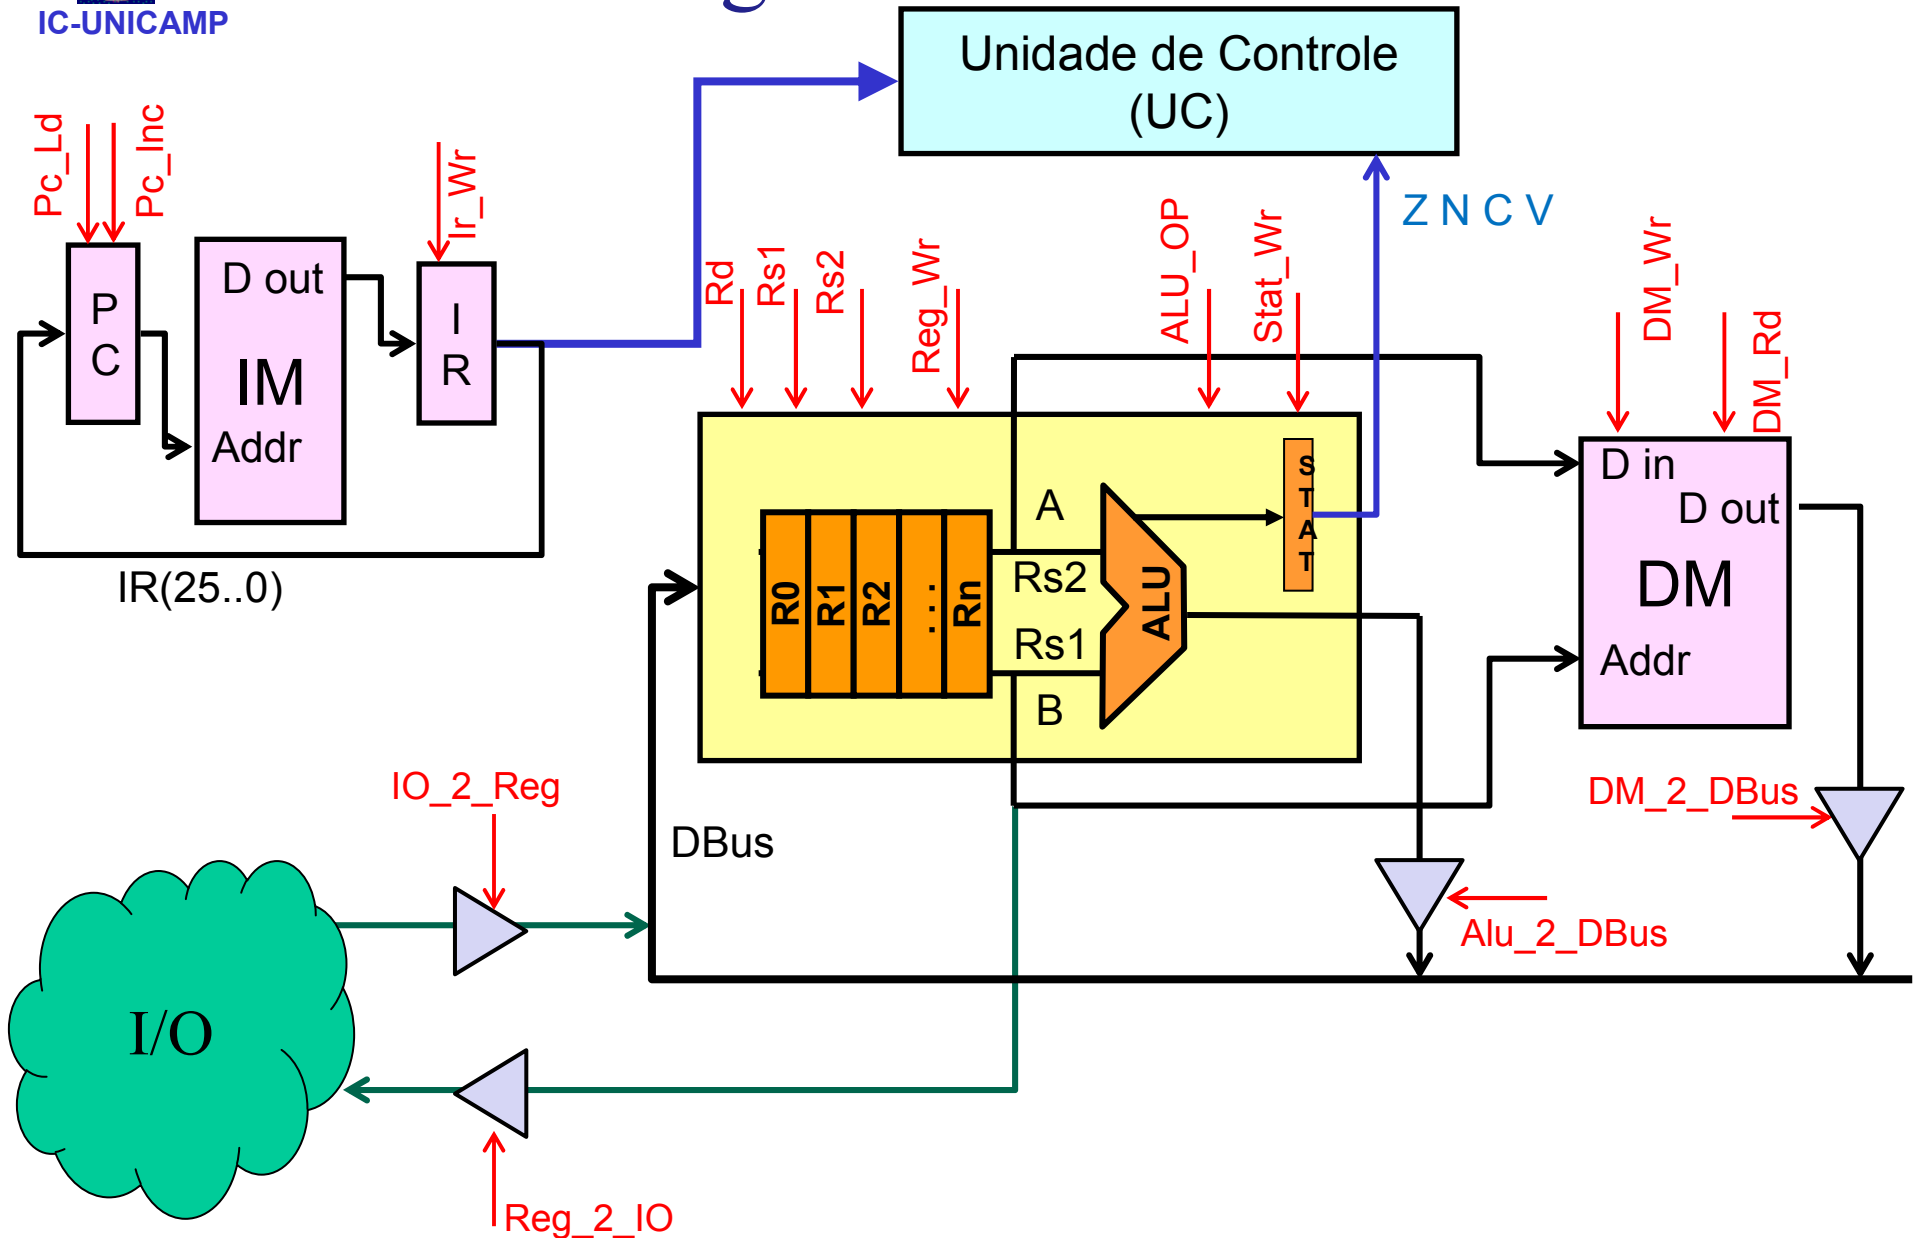 IC-UNICAMP
Unidade de Controle
(UC)
Pc_Ld
Pc_Inc
Ir_Wr
Z N C V
P
C
D out
IM
Addr
I
R
IR(25..0)
Rd
Rs1
Rs2
Reg_Wr
ALU_OP
Stat_Wr
DM_Wr
DM_Rd
R0
R1
R2
...
Rn
A
Rs2
Rs1
B
ALU
STAT
D in
D out
DM
Addr
IO_2_Reg
DBus
DM_2_DBus
Alu_2_DBus
I/O
Reg_2_IO